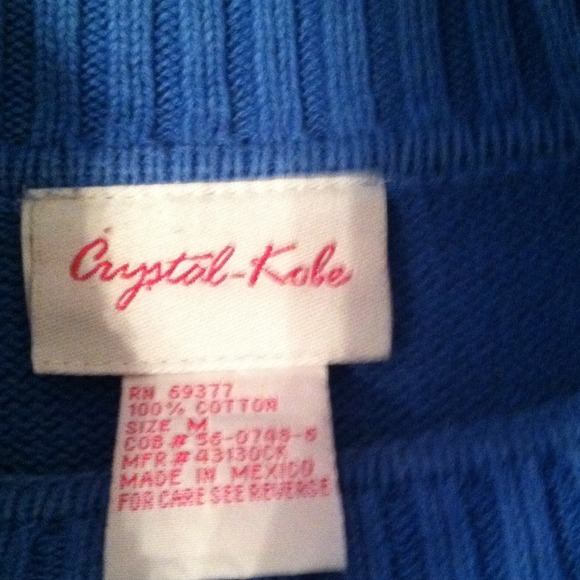 Crystal-Kobe
RN 69377
100% COTTON
SIZE M
COB # 56-0748-6
MFR # 43130CK
MADE IN MEXICO
FOR CARE SEE REVERSE